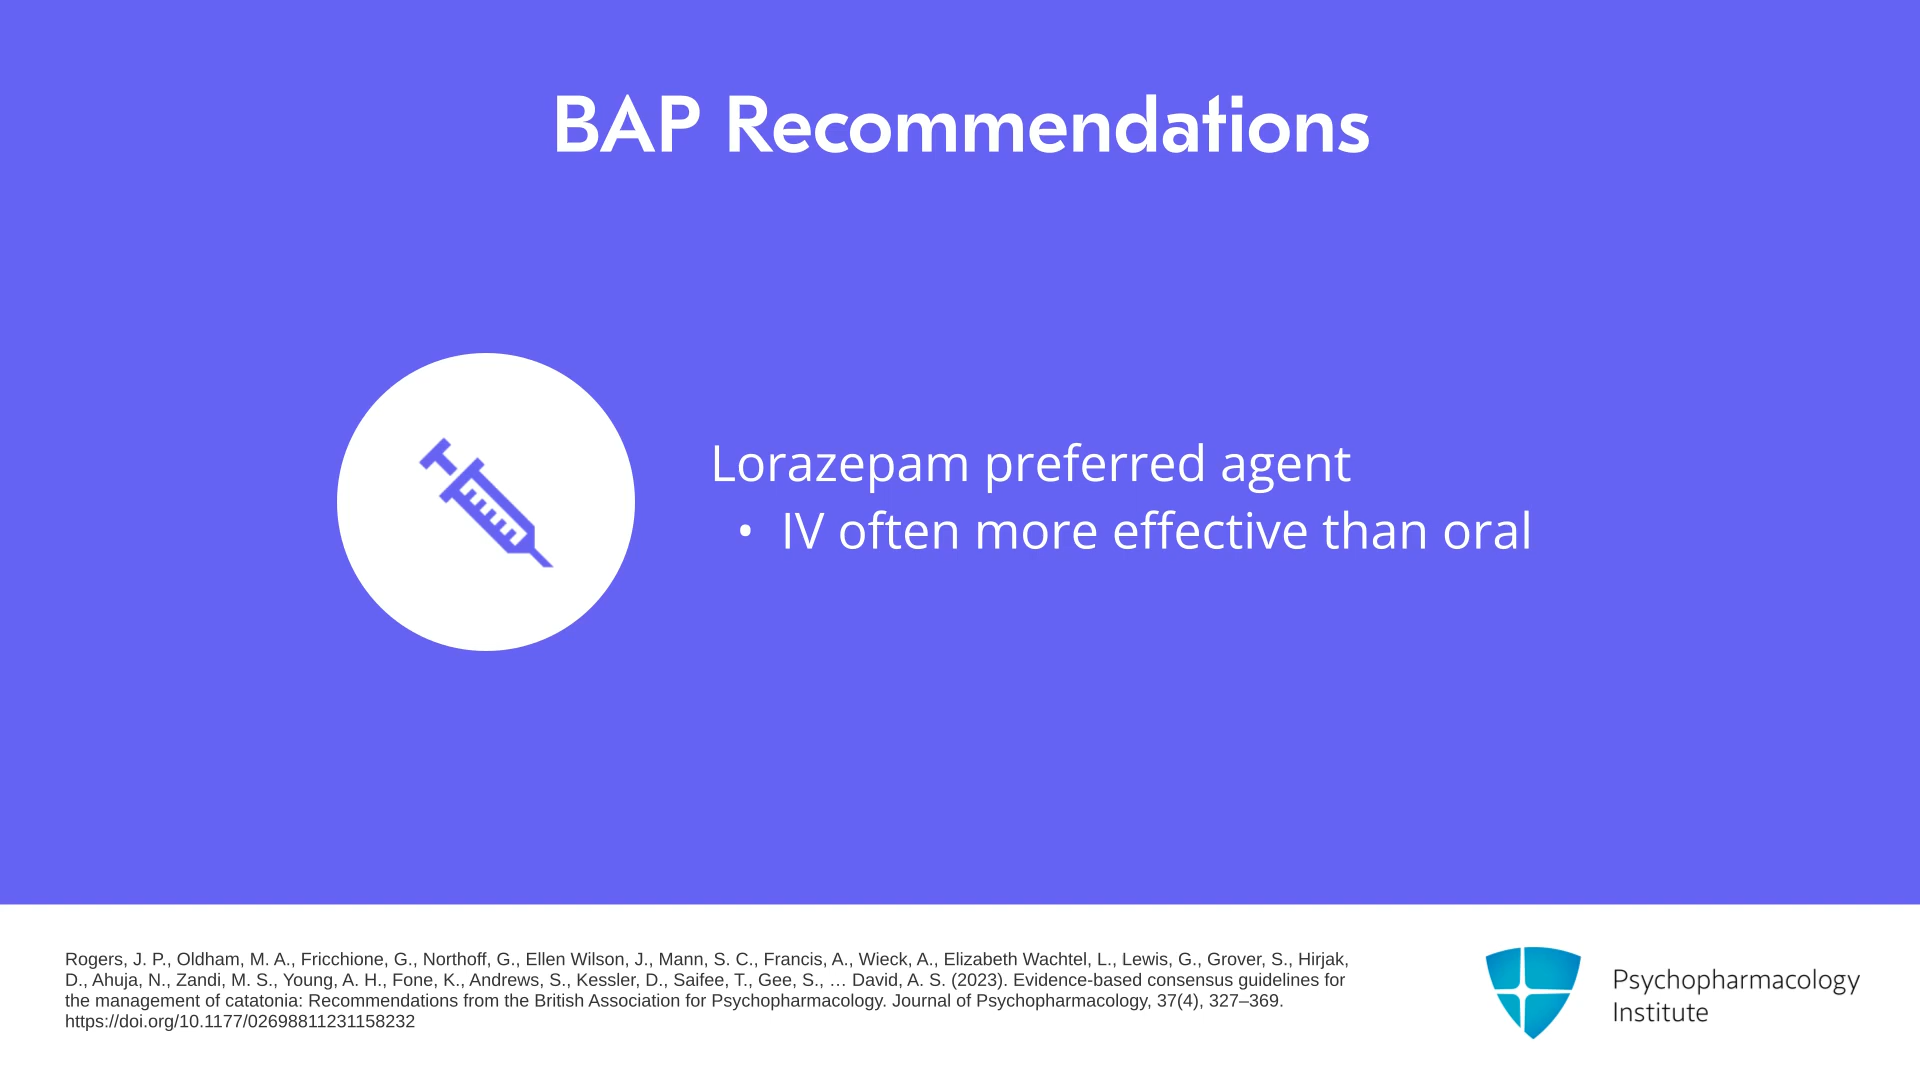 BAP Recommendations
Lorazepam preferred agent
• IV often more effective than oral
Rogers, J. P., Oldham, M. A., Fricchione, G., Northoff, G., Ellen Wilson, J., Mann, S. C., Francis, A., Wieck, A., Elizabeth Wachtel, L., Lewis, G., Grover, S., Hirjak,
D., Ahuja, N., Zandi, M. S., Young, A. H., Fone, K., Andrews, S., Kessler, D., Saifee, T., Gee, S., … David, A. S. (2023). Evidence-based consensus guidelines for
the management of catatonia: Recommendations from the British Association for Psychopharmacology. Journal of Psychopharmacology, 37(4), 327–369.
https://doi.org/10.1177/02698811231158232
Psychopharmacology
Institute